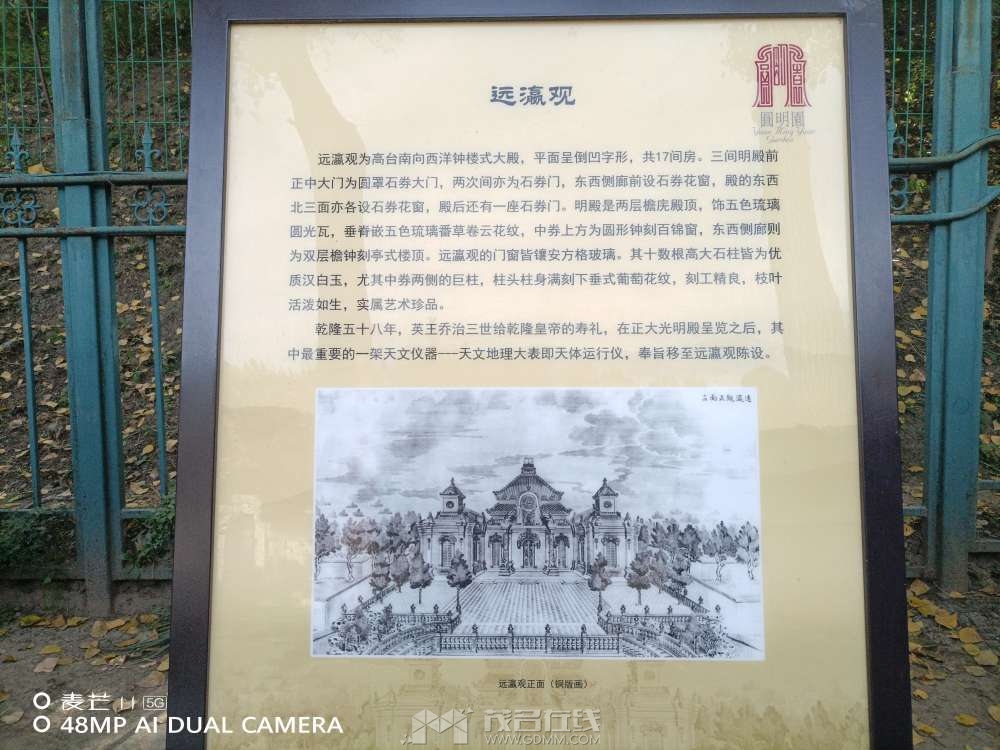 远瀛观
圓明園
Yuan Ming Yuan
Garden
远瀛观为高台南向西洋钟楼式大殿，平面呈倒凹字形，共17间房。三间明殿前
正中大门为圆罩石券大门，两次间亦为石券门，东西侧廊前设石券花窗，殿的东西
北三面亦各设石券花窗，殿后还有一座石券门。明殿是两层檐庑殿顶，饰五色琉璃
圆光瓦，垂脊嵌五色琉璃番草卷云花纹，中券上方为圆形钟刻百锦窗，东西侧廊则
为双层檐钟刻亭式楼顶。远瀛观的门窗皆镶安方格玻璃。其十数根高大石柱皆为优
质汉白玉，尤其中券两侧的巨柱，柱头柱身满刻下垂式葡萄花纹，刻工精良，枝叶
活泼如生，实属艺术珍品。
乾隆五十八年，英王乔治三世给乾隆皇帝的寿礼，在正大光明殿呈览之后，其
中最重要的一架天文仪器---天文地理大表即天体运行仪，奉旨移至远瀛观陈设。
远瀛觀正南面
远瀛观正面（铜版画）
麦芒 11 5G
48MP AI DUAL CAMERA
茂名在线
WWW.GDMM.COM